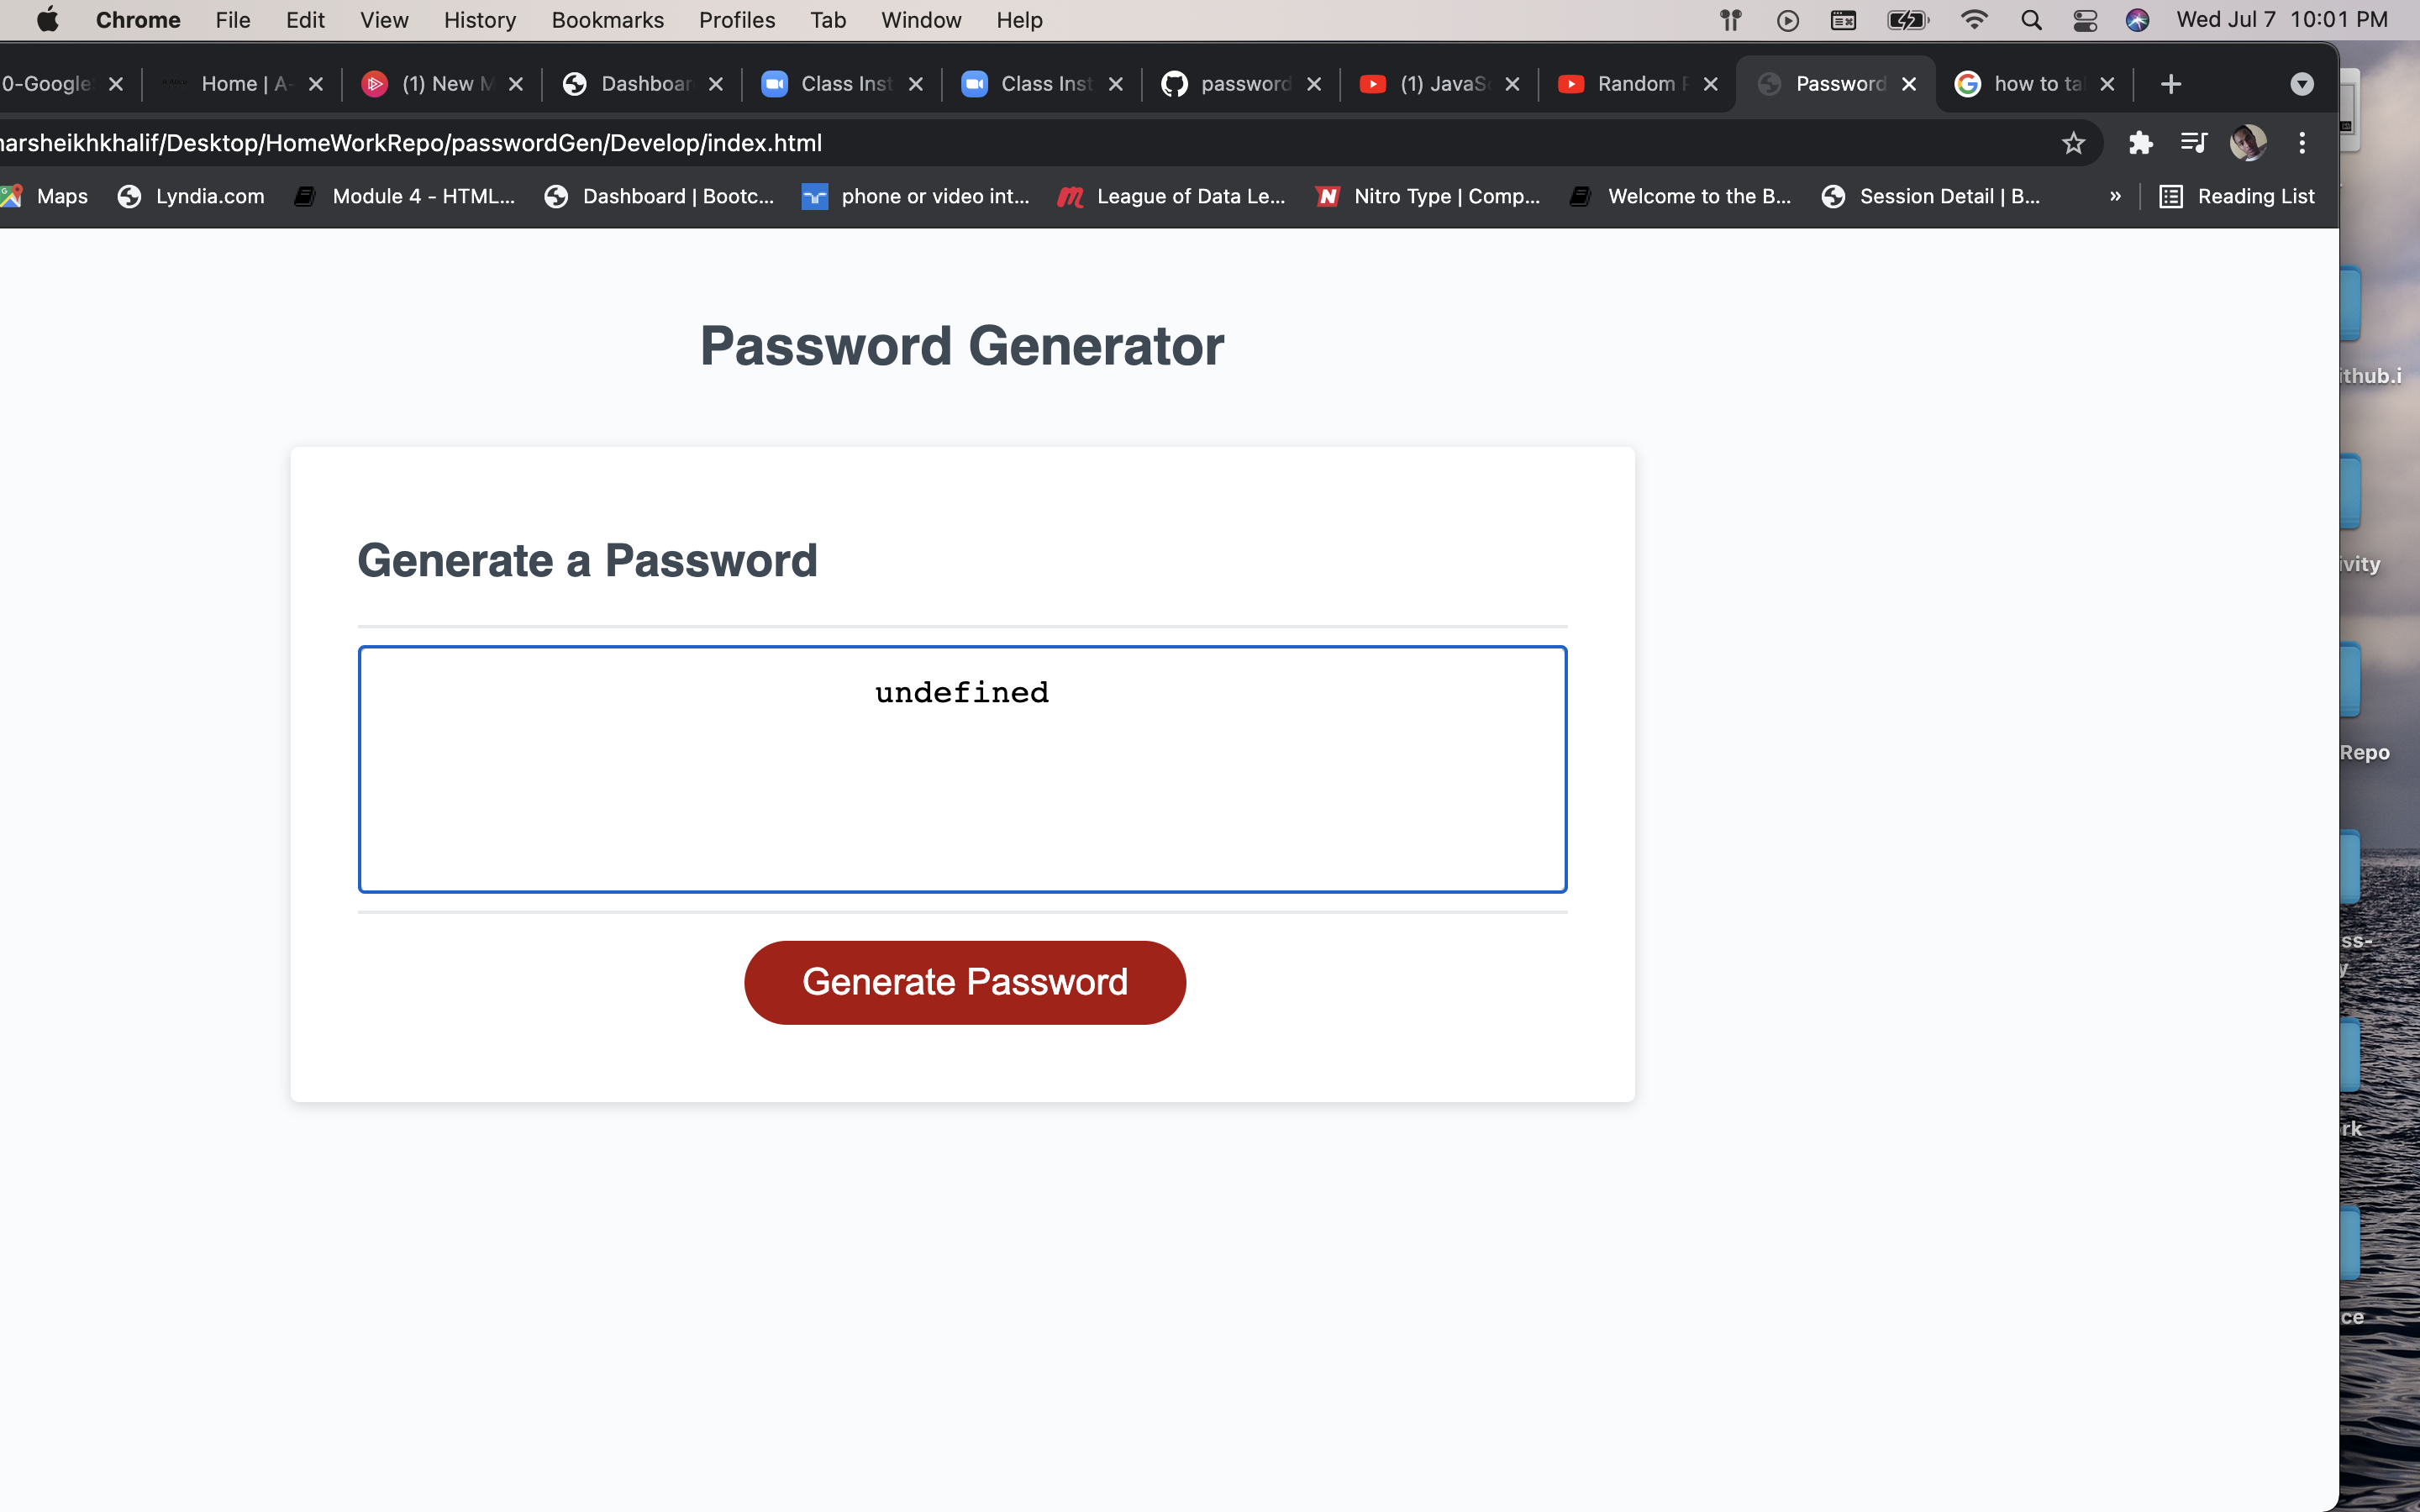 Chrome File Edit View History Bookmarks Profiles Tab Window Help Wed Jul 7 10:01 PM
0-Google Home | A- (1) New M Dashboar Class Inst Class Inst password (1) JavaSc Random P Password how to ta
narsheikhkhalif/Desktop/HomeWorkRepo/passwordGen/Develop/index.html
Maps Lyndia.com Module 4 - HTML... Dashboard | Bootc... phone or video int... League of Data Le... Nitro Type | Comp... Welcome to the B... Session Detail | B... » Reading List
Password Generator
ithub.i
Generate a Password
ivity
undefined
Repo
ss-
y
Generate Password
rk
ce